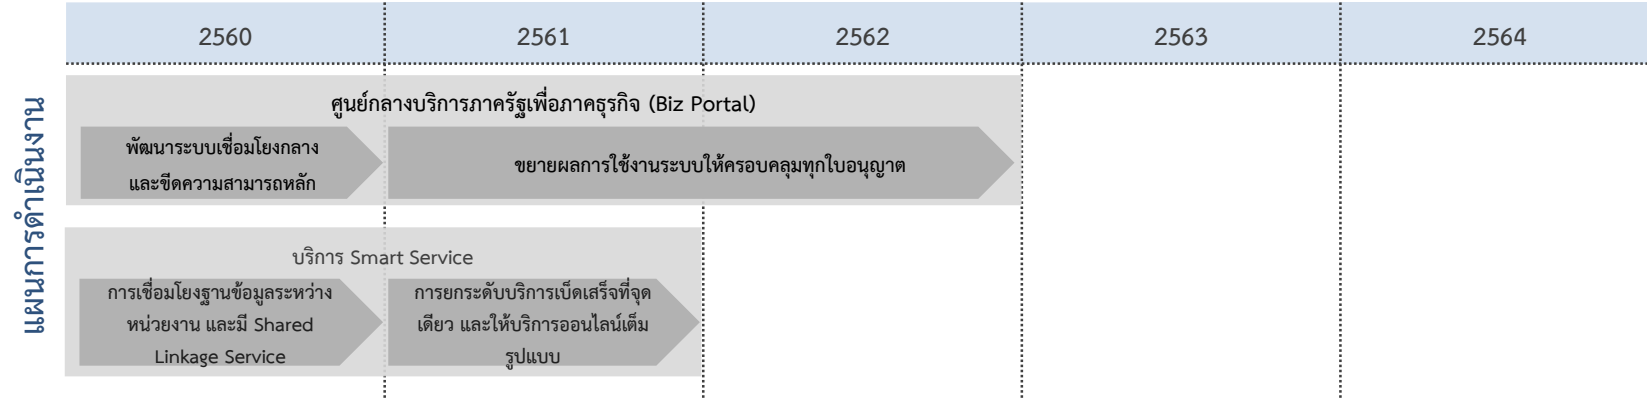 2560 2561 2562 2563 2564
แผนการดำเนินงาน
ศูนย์กลางบริการภาครัฐเพื่อภาคธุรกิจ (Biz Portal)
พัฒนาระบบเชื่อมโยงกลาง
และขีดความสามารถหลัก
ขยายผลการใช้งานระบบให้ครอบคลุมทุกใบอนุญาต
บริการ Smart Service
การเชื่อมโยงฐานข้อมูลระหว่าง
หน่วยงาน และมี Shared
Linkage Service
การยกระดับบริการเบ็ดเสร็จที่จุด
เดียว และให้บริการออนไลน์เต็ม
รูปแบบ